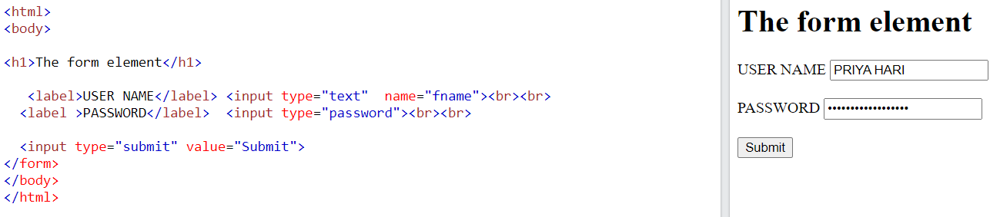 <html>
<body>
<h1>The form element</h1>
<label>USER NAME</label> <input type="text"  name="fname"><br><br>
<label >PASSWORD</label>  <input type="password"><br><br>
<input type="submit" value="Submit">
</form>
</body>
</html>
The form element
USER NAME PRIYA HARI
PASSWORD ••••••••••••••••••
Submit